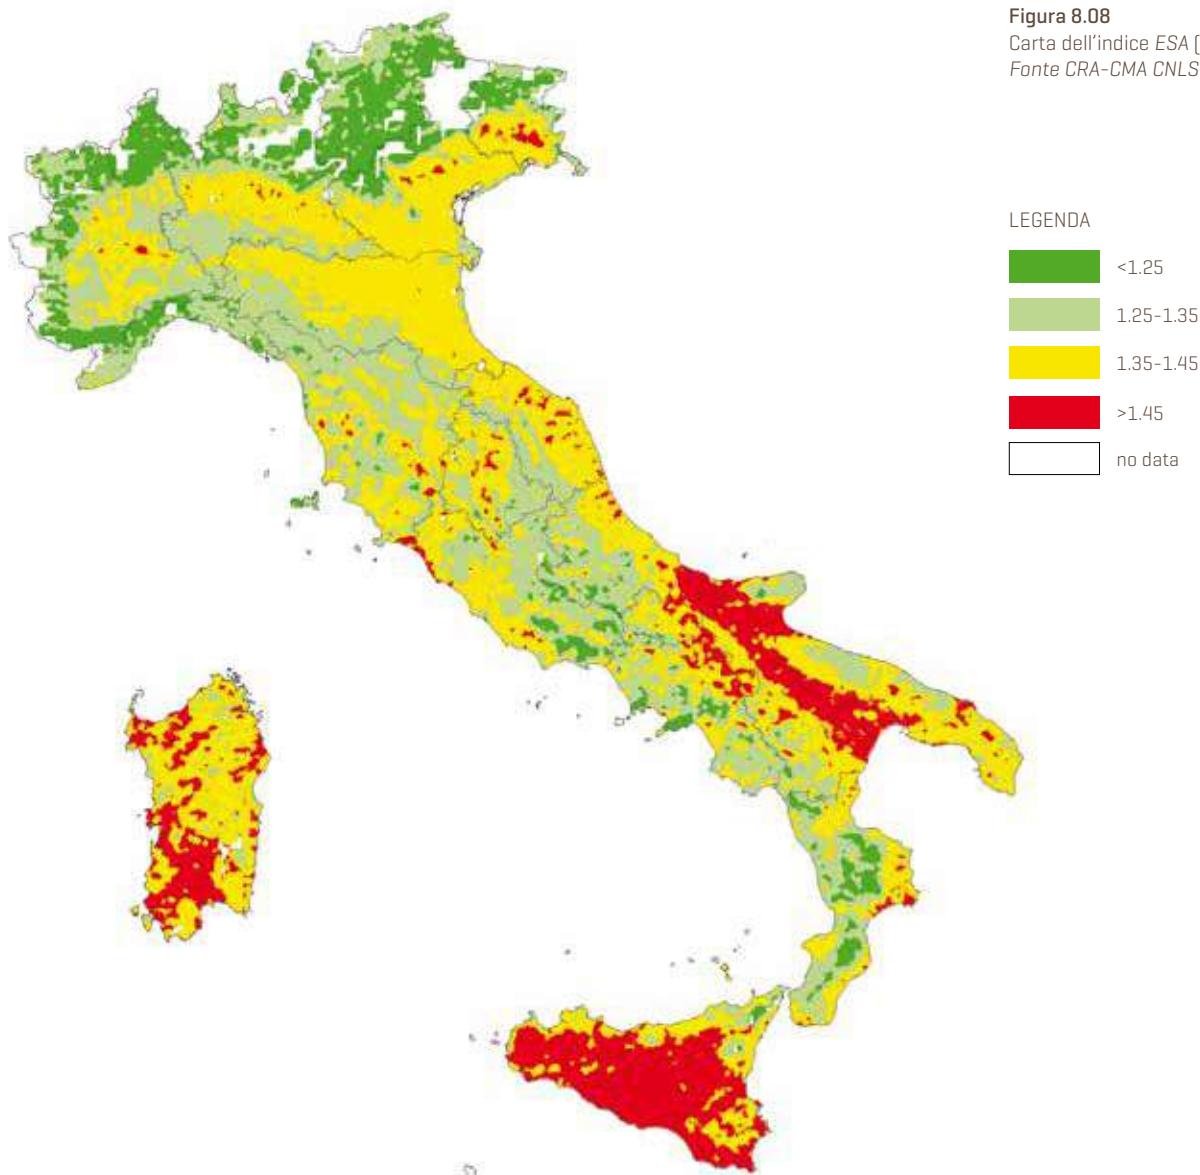 Figura 8.08
Carta dell'indice ESA (
Fonte CRA-CMA CNLS
LEGENDA
<1.25
1.25-1.35
1.35-1.45
>1.45
no data